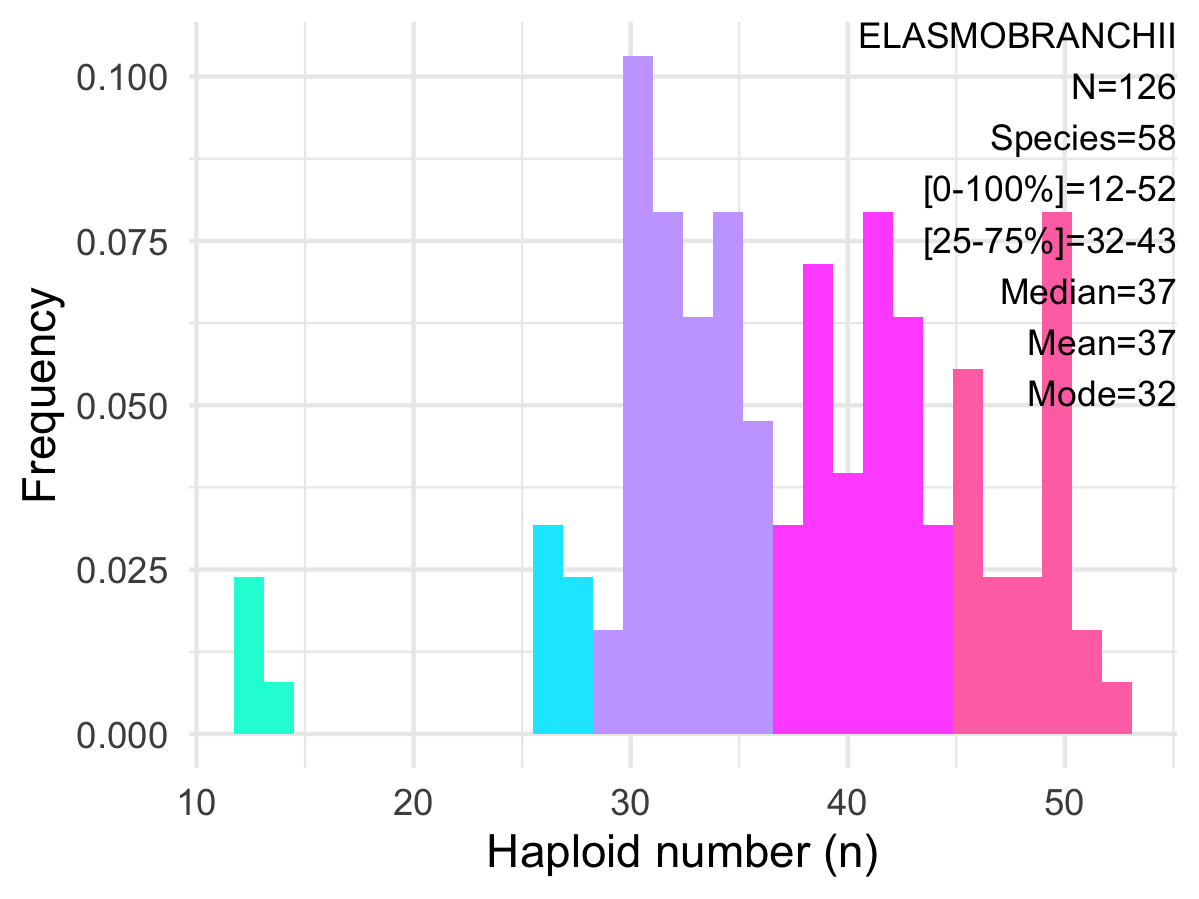 ELASMOBRANCHII
N=126
Species=58
[0-100%]=12-52
[25-75%]=32-43
Median=37
Mean=37
Mode=32
0.100
0.075
0.050
0.025
0.000
Frequency
10 20 30 40 50
Haploid number (n)